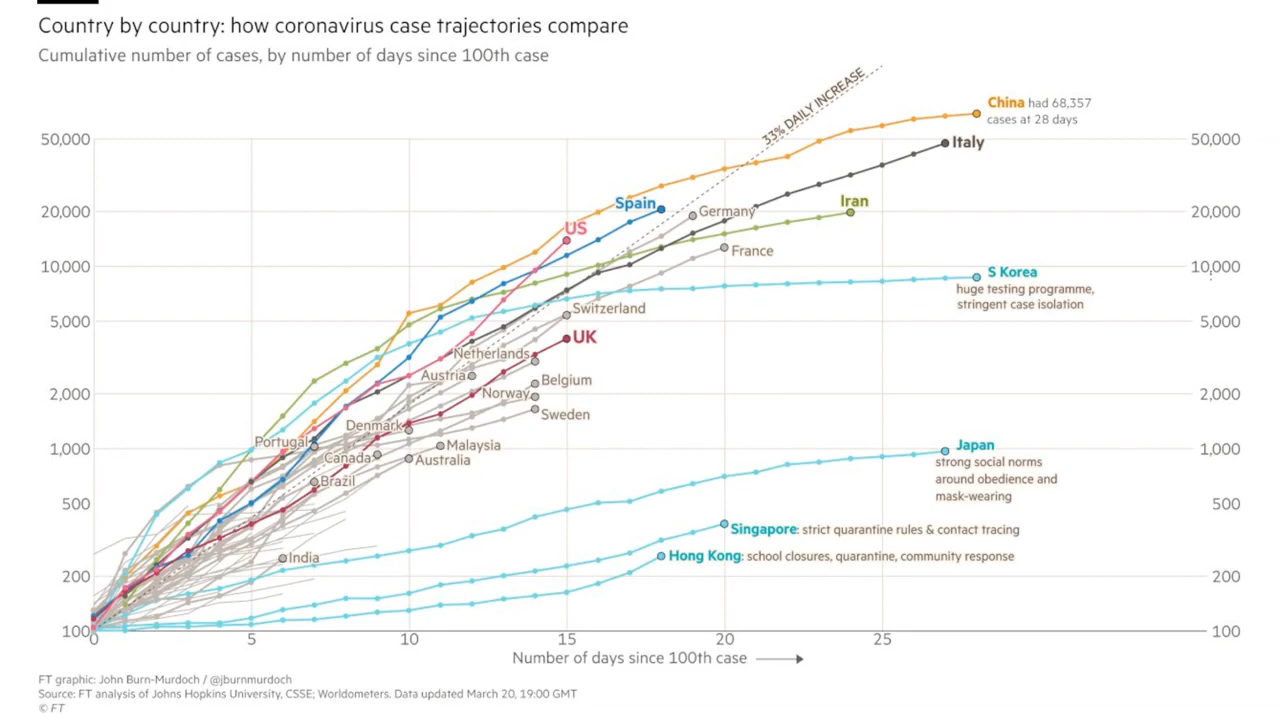 Country by country: how coronavirus case trajectories compare
Cumulative number of cases, by number of days since 100th case
33% DAILY INCREASE
China had 68,357
cases at 28 days
50,000
50,000
Italy
Iran
Spain
20,000
Germany
20,000
US
France
10,000
10,000
S Korea
huge testing programme,
stringent case isolation
Switzerland
5,000
5,000
UK
Netherlands
Austria
Belgium
2,000
Norway
2,000
Sweden
Denmark
Portugal
1,000
Malaysia
1,000
Japan
Canada
Australia
strong social norms
around obedience and
mask-wearing
Brazil
500
500
Singapore: strict quarantine rules & contact tracing
India
Hong Kong: school closures, quarantine, community response
200
200
100
100
0
5
10
15
20
25
Number of days since 100th case
FT graphic: John Burn-Murdoch / @jburnmurdoch
Source: FT analysis of Johns Hopkins University, CSSE; Worldometers. Data updated March 20, 19:00 GMT
© FT